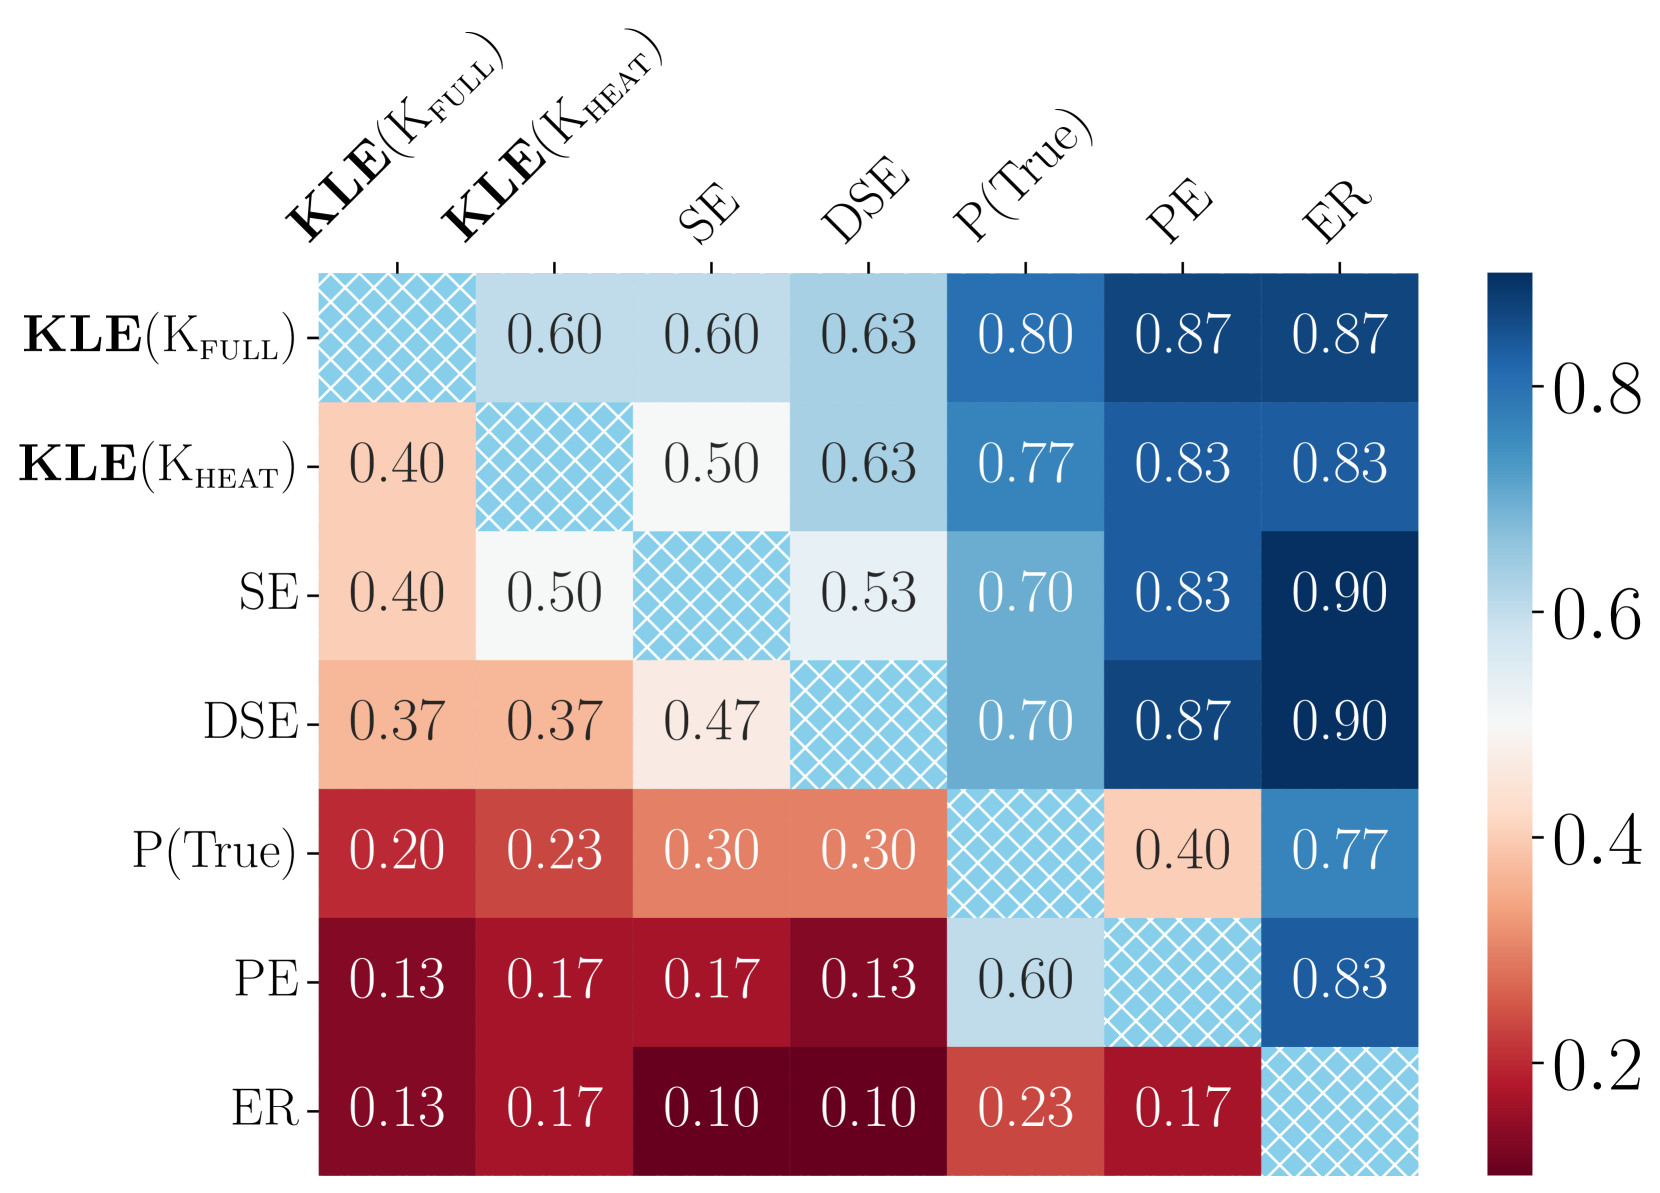 KLE(K_FULL) KLE(K_HEAT) SE DSE P(True) PE ER
KLE(K_FULL) 0.60 0.60 0.63 0.80 0.87 0.87
KLE(K_HEAT) 0.40 0.50 0.63 0.77 0.83 0.83
SE 0.40 0.50 0.53 0.70 0.83 0.90
DSE 0.37 0.37 0.47 0.70 0.87 0.90
P(True) 0.20 0.23 0.30 0.30 0.40 0.77
PE 0.13 0.17 0.17 0.13 0.60 0.83
ER 0.13 0.17 0.10 0.10 0.23 0.17
0.8
0.6
0.4
0.2